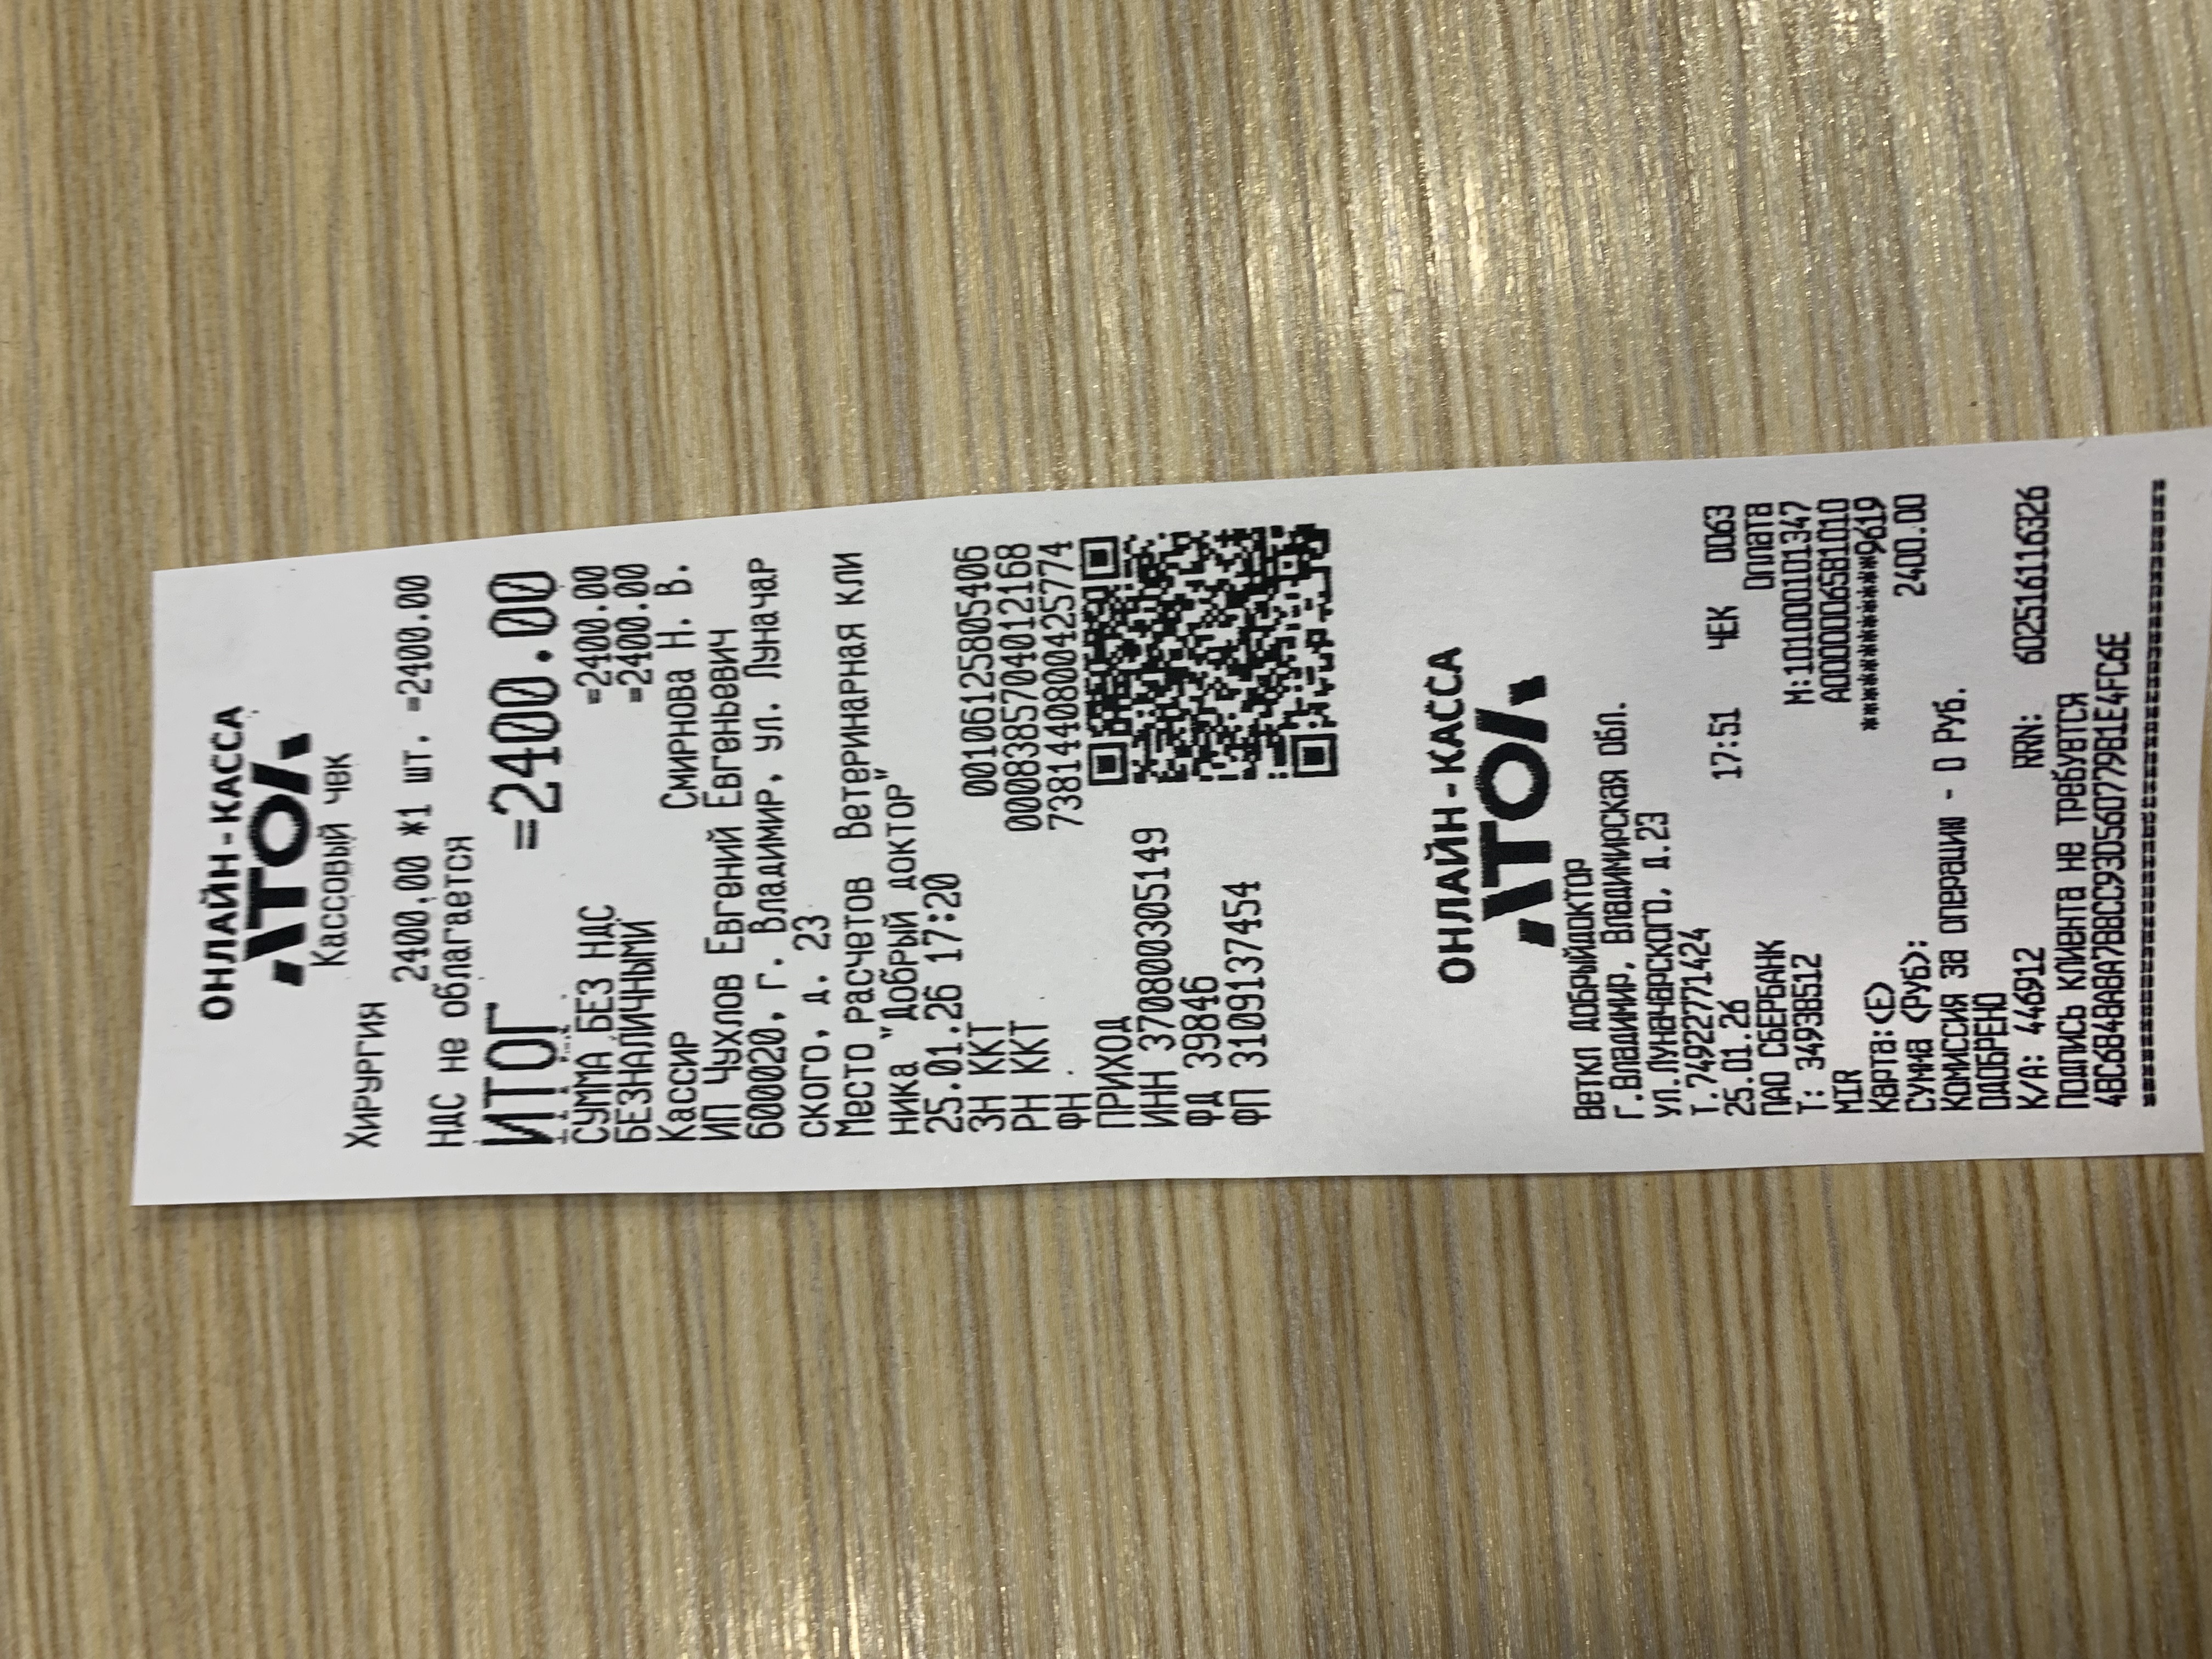 ОНЛАЙН-КАССА
АТОЛ
Кассовый чек
ХИРУРГИЯ
2400.00 *1 шт. =2400.00
НДС не облагается
ИТОГ =2400.00
СУММА БЕЗ НДС =2400.00
БЕЗНАЛИЧНЫМИ =2400.00
Кассир Смирнова Н. В.
ИП Чухлов Евгений Евгеньевич
600020, г. Владимир, ул. Луначар
ского, д. 23
Место расчетов Ветеринарная кли
ника "Добрый доктор"
25.01.26 17:20
ЗН ККТ 00106125805406
РН ККТ 0008385704012168
ФН 7381440800425774
ПРИХОД
ИНН 370800305149
ФД 39846
ФП 3109137454
ОНЛАЙН-КАССА
АТОЛ
ВЕТКЛ ДОБРЫЙДОКТОР
Г.ВЛАДИМИР, ВЛАДИМИРСКАЯ ОБЛ.
УЛ.ЛУНАЧАРСКОГО, Д.23
Т.74922771424
25.01.26 17:51 ЧЕК 0063
ПАО СБЕРБАНК Оплата
Т: 34938512 М:101000101347
MIR A0000006581010
КАРТА:(E) ************9619
СУММА (РУБ): 2400.00
КОМИССИЯ ЗА ОПЕРАЦИЮ - 0 РУБ.
ОДОБРЕНО
К/А: 446912 RRN: 602516116326
ПОДПИСЬ КЛИЕНТА НЕ ТРЕБУЕТСЯ
================================